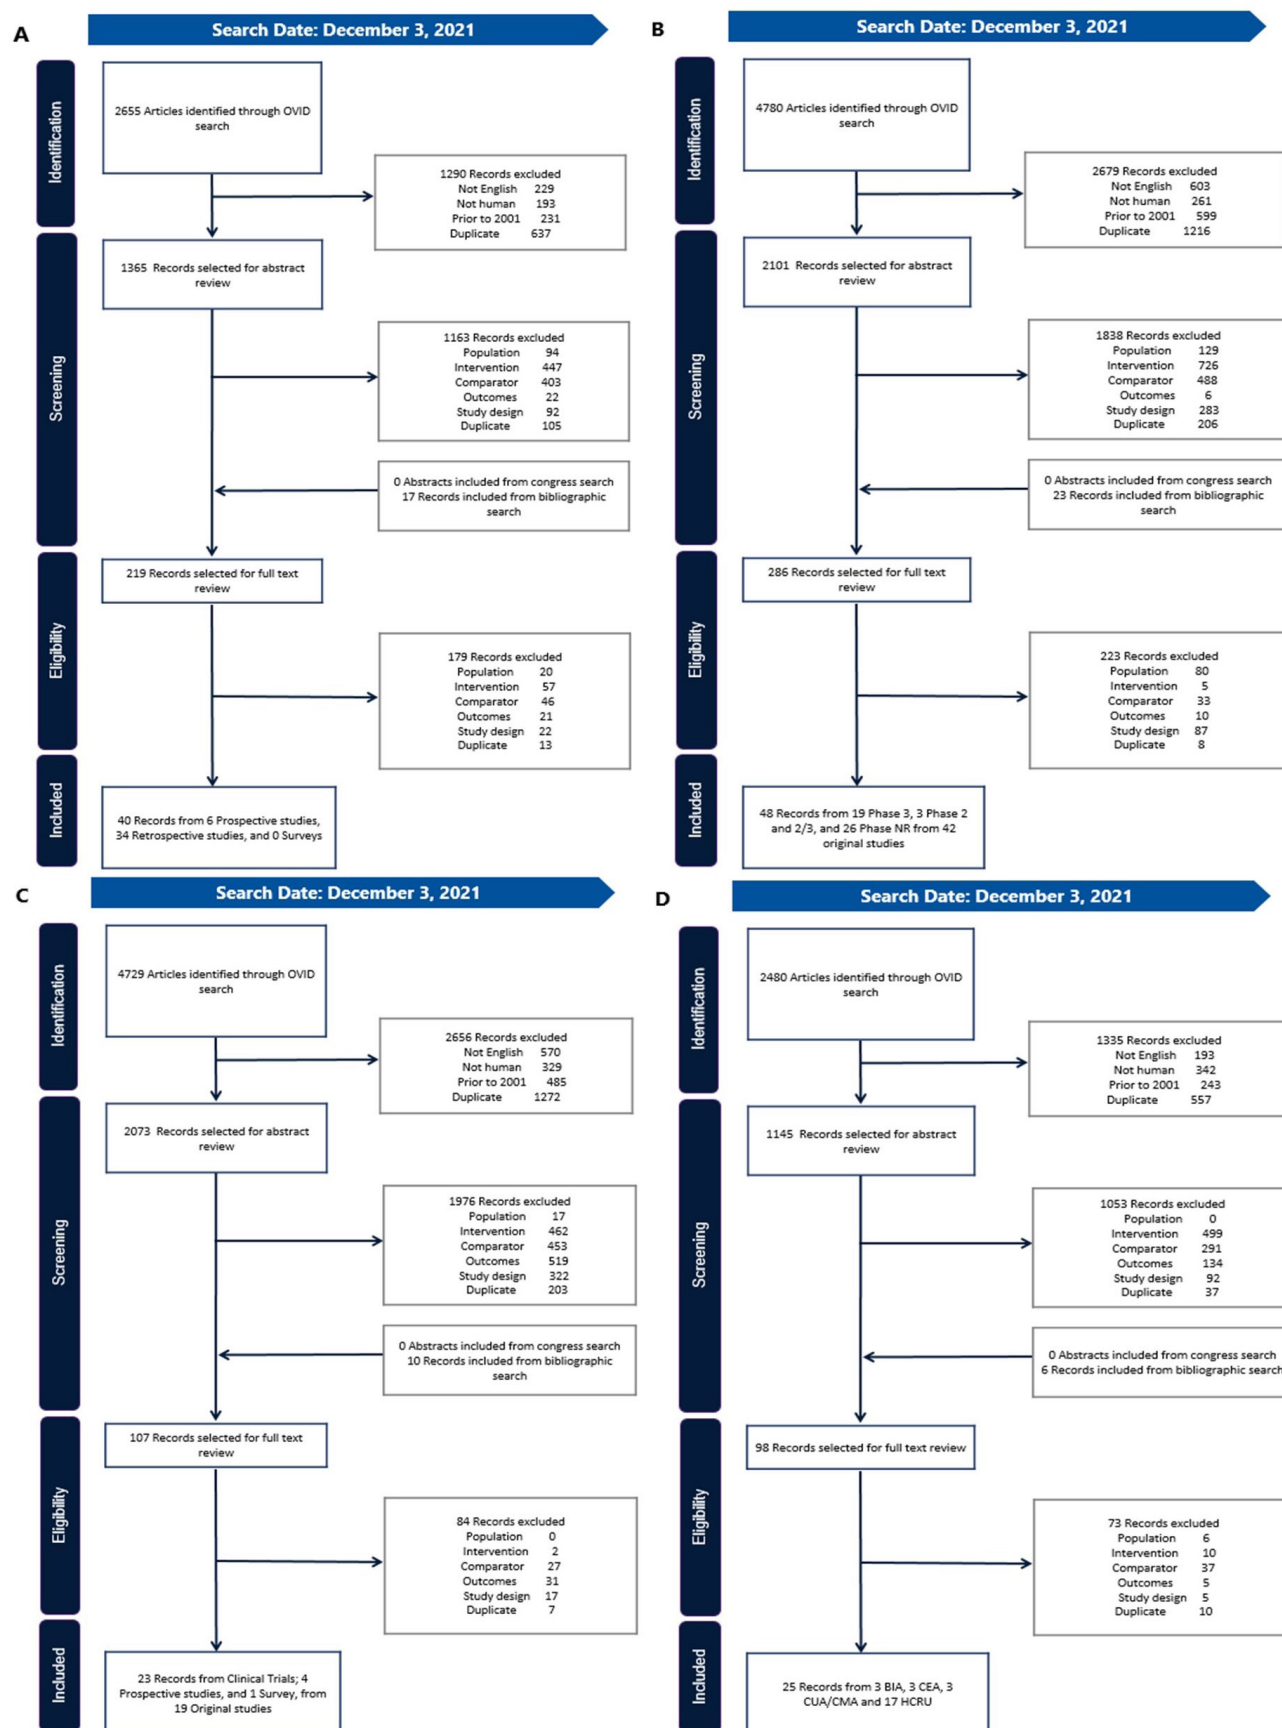 A
Search Date: December 3, 2021
Identification
2655 Articles identified through OVID
search
1290 Records excluded
Not English 229
Not human 193
Prior to 2001 231
Duplicate 637
Screening
1365 Records selected for abstract
review
1163 Records excluded
Population 94
Intervention 447
Comparator 403
Outcomes 22
Study design 92
Duplicate 105
0 Abstracts included from congress search
17 Records included from bibliographic
search
Eligibility
219 Records selected for full text
review
179 Records excluded
Population 20
Intervention 57
Comparator 46
Outcomes 21
Study design 22
Duplicate 13
Included
40 Records from 6 Prospective studies,
34 Retrospective studies, and 0 Surveys
B
Search Date: December 3, 2021
Identification
4780 Articles identified through OVID
search
2679 Records excluded
Not English 603
Not human 261
Prior to 2001 599
Duplicate 1216
Screening
2101 Records selected for abstract
review
1838 Records excluded
Population 129
Intervention 726
Comparator 488
Outcomes 6
Study design 283
Duplicate 206
0 Abstracts included from congress search
23 Records included from bibliographic
search
Eligibility
286 Records selected for full text
review
223 Records excluded
Population 80
Intervention 5
Comparator 33
Outcomes 10
Study design 87
Duplicate 8
Included
48 Records from 19 Phase 3, 3 Phase 2
and 2/3, and 26 Phase NR from 42
original studies
C
Search Date: December 3, 2021
Identification
4729 Articles identified through OVID
search
2656 Records excluded
Not English 570
Not human 329
Prior to 2001 485
Duplicate 1272
Screening
2073 Records selected for abstract
review
1976 Records excluded
Population 17
Intervention 462
Comparator 453
Outcomes 519
Study design 322
Duplicate 203
0 Abstracts included from congress search
10 Records included from bibliographic
search
Eligibility
107 Records selected for full text
review
84 Records excluded
Population 0
Intervention 2
Comparator 27
Outcomes 31
Study design 17
Duplicate 7
Included
23 Records from Clinical Trials; 4
Prospective studies, and 1 Survey, from
19 Original studies
D
Search Date: December 3, 2021
Identification
2480 Articles identified through OVID
search
1335 Records excluded
Not English 193
Not human 342
Prior to 2001 243
Duplicate 557
Screening
1145 Records selected for abstract
review
1053 Records excluded
Population 0
Intervention 499
Comparator 291
Outcomes 134
Study design 92
Duplicate 37
0 Abstracts included from congress search
6 Records included from bibliographic search
Eligibility
98 Records selected for full text review
73 Records excluded
Population 6
Intervention 10
Comparator 37
Outcomes 5
Study design 5
Duplicate 10
Included
25 Records from 3 BIA, 3 CEA, 3
CUA/CMA and 17 HCRU